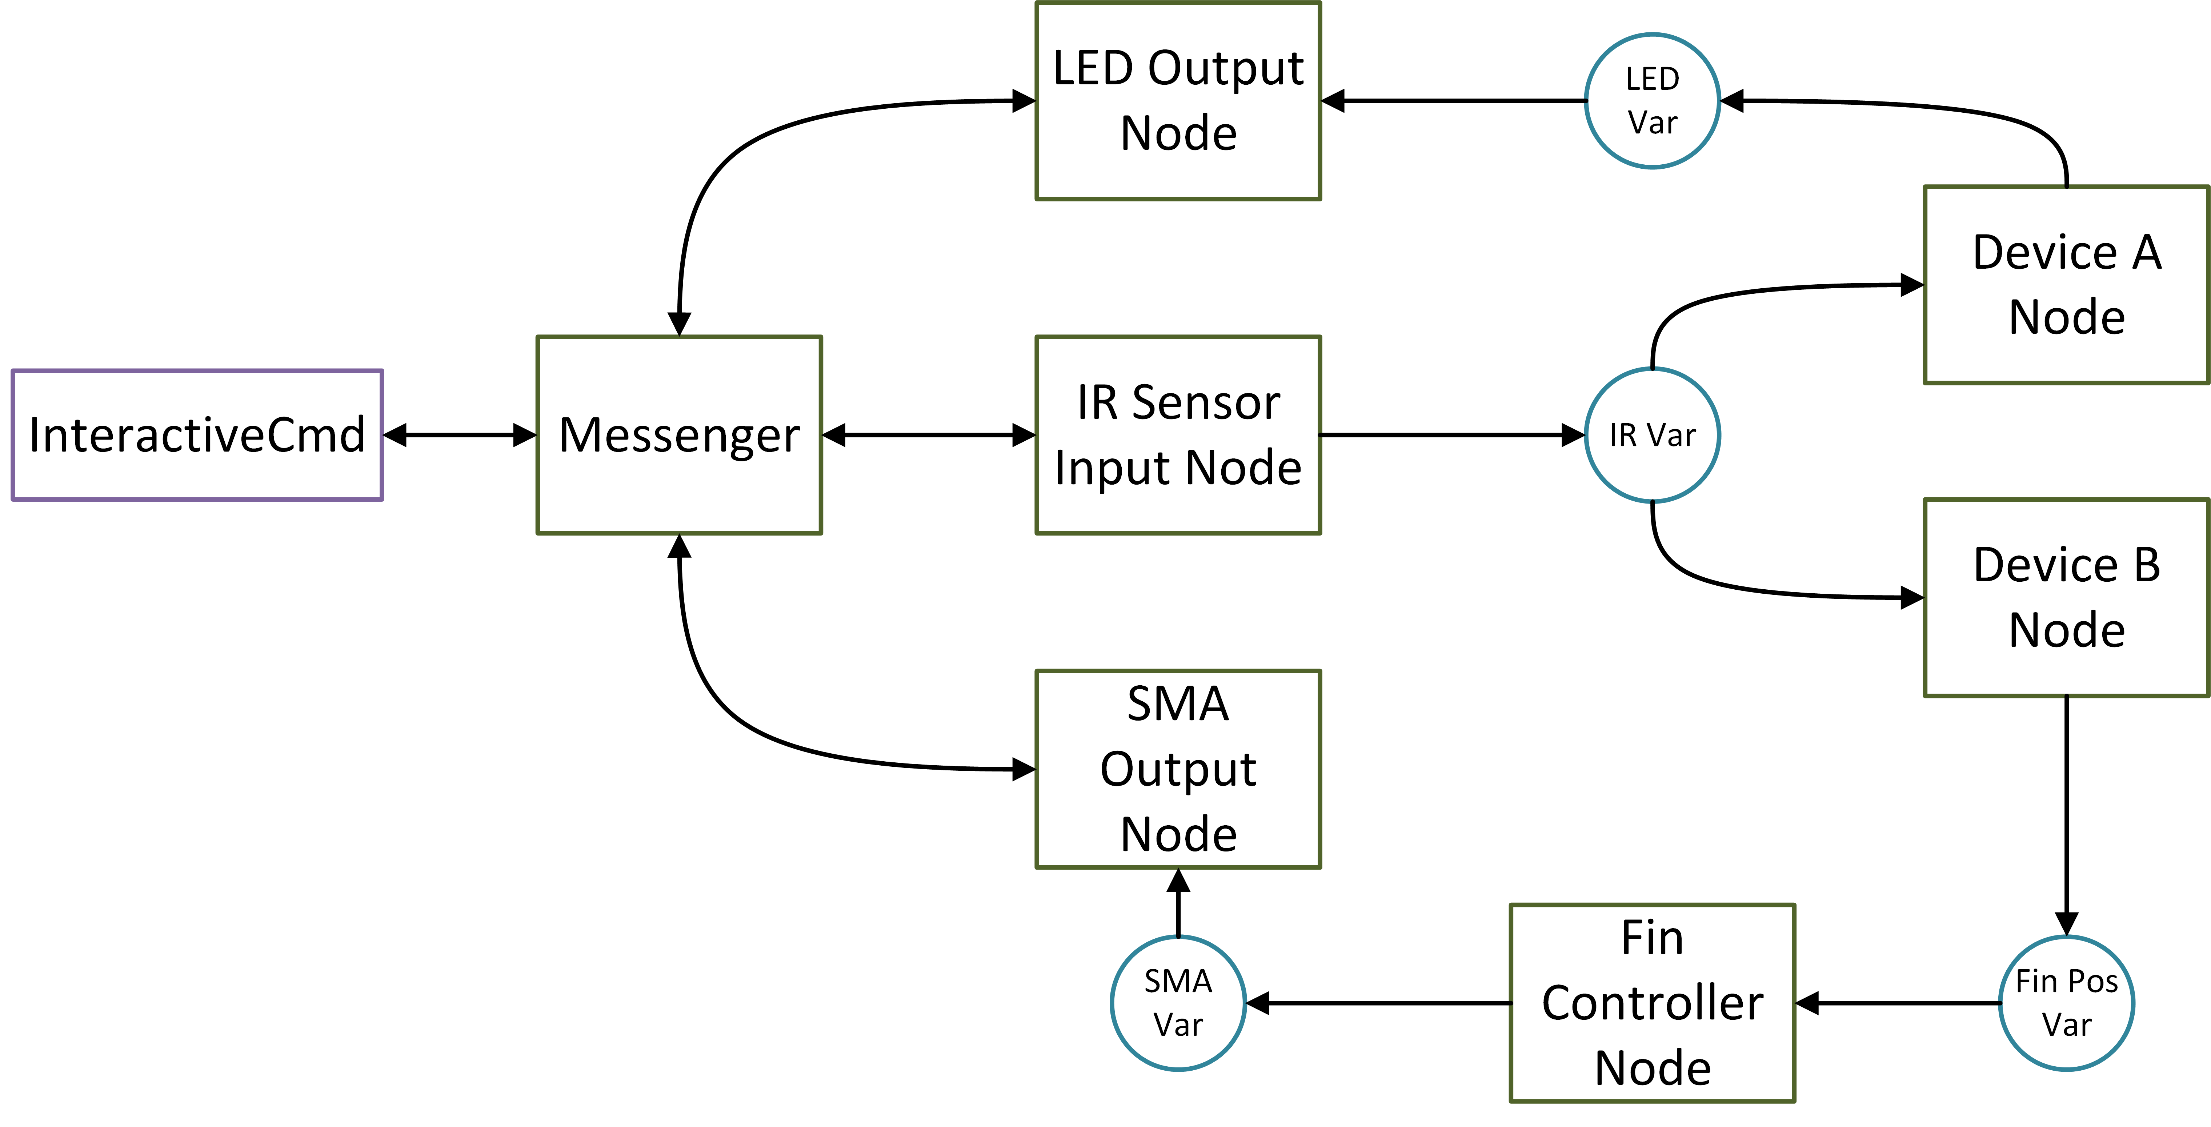 LED Output
Node
LED
Var
Device A
Node
InteractiveCmd
Messenger
IR Sensor
Input Node
IR Var
Device B
Node
SMA
Output
Node
SMA
Var
Fin
Controller
Node
Fin Pos
Var